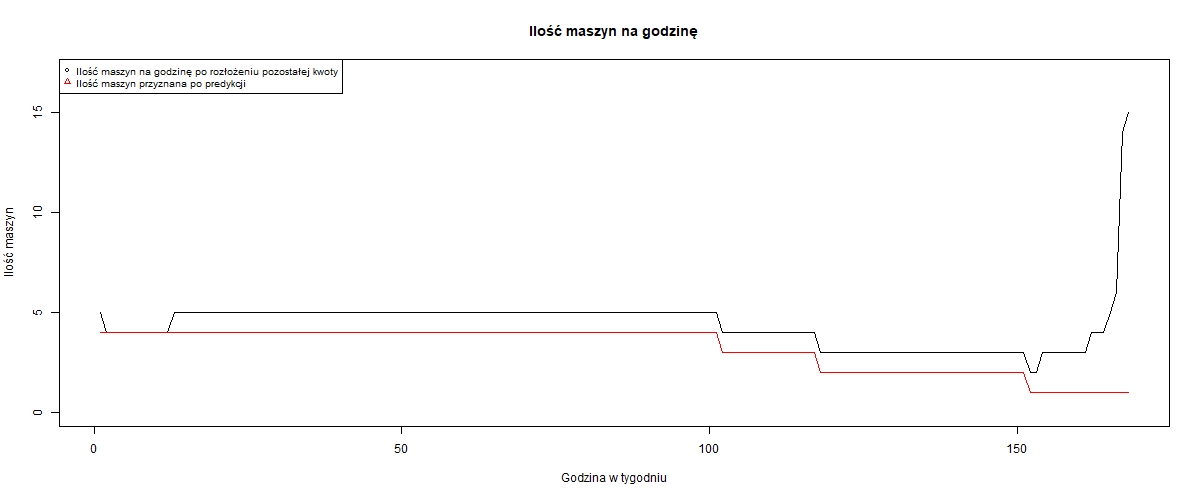 Ilość maszyn na godzinę
Ilość maszyn na godzinę po rozłożeniu pozostałej kwoty
Ilość maszyn przyznana po predykcji
Ilość maszyn
15
10
5
0
0 50 100 150
Godzina w tygodniu